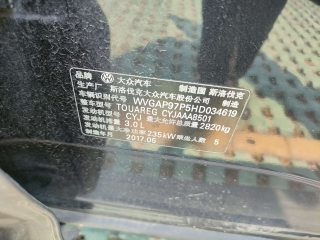 品牌 大众汽车 制造国 斯洛伐克
生产厂 斯洛伐克大众汽车股份公司 制造
车辆识别代号 WVGAP97P5HD034619
整车型号 TOUAREG CYJAAA8501
发动机型号 CYJ 最大允许总质量 2820kg
发动机排量 3.0L
发动机最大净功率 235kW 乘坐人数 5
制造年月 2017.05